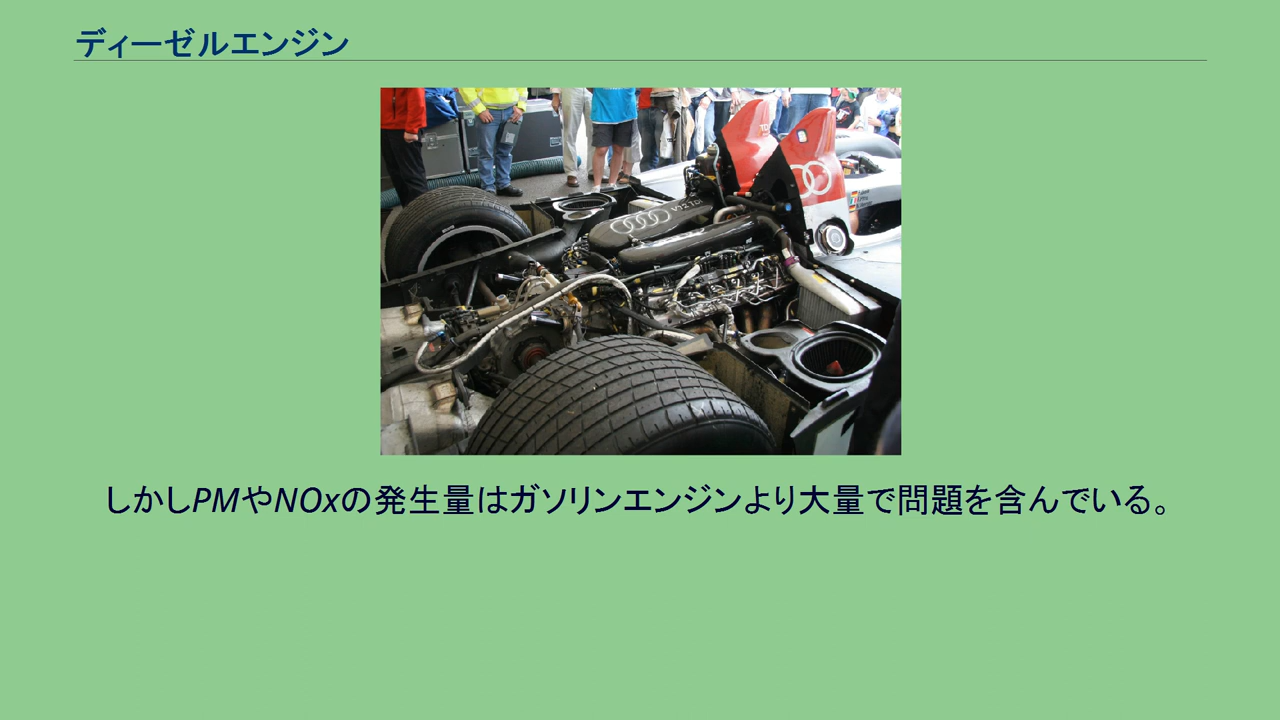 ディーゼルエンジン
V12 TDI
しかしPMやNOxの発生量はガソリンエンジンより大量で問題を含んでいる。